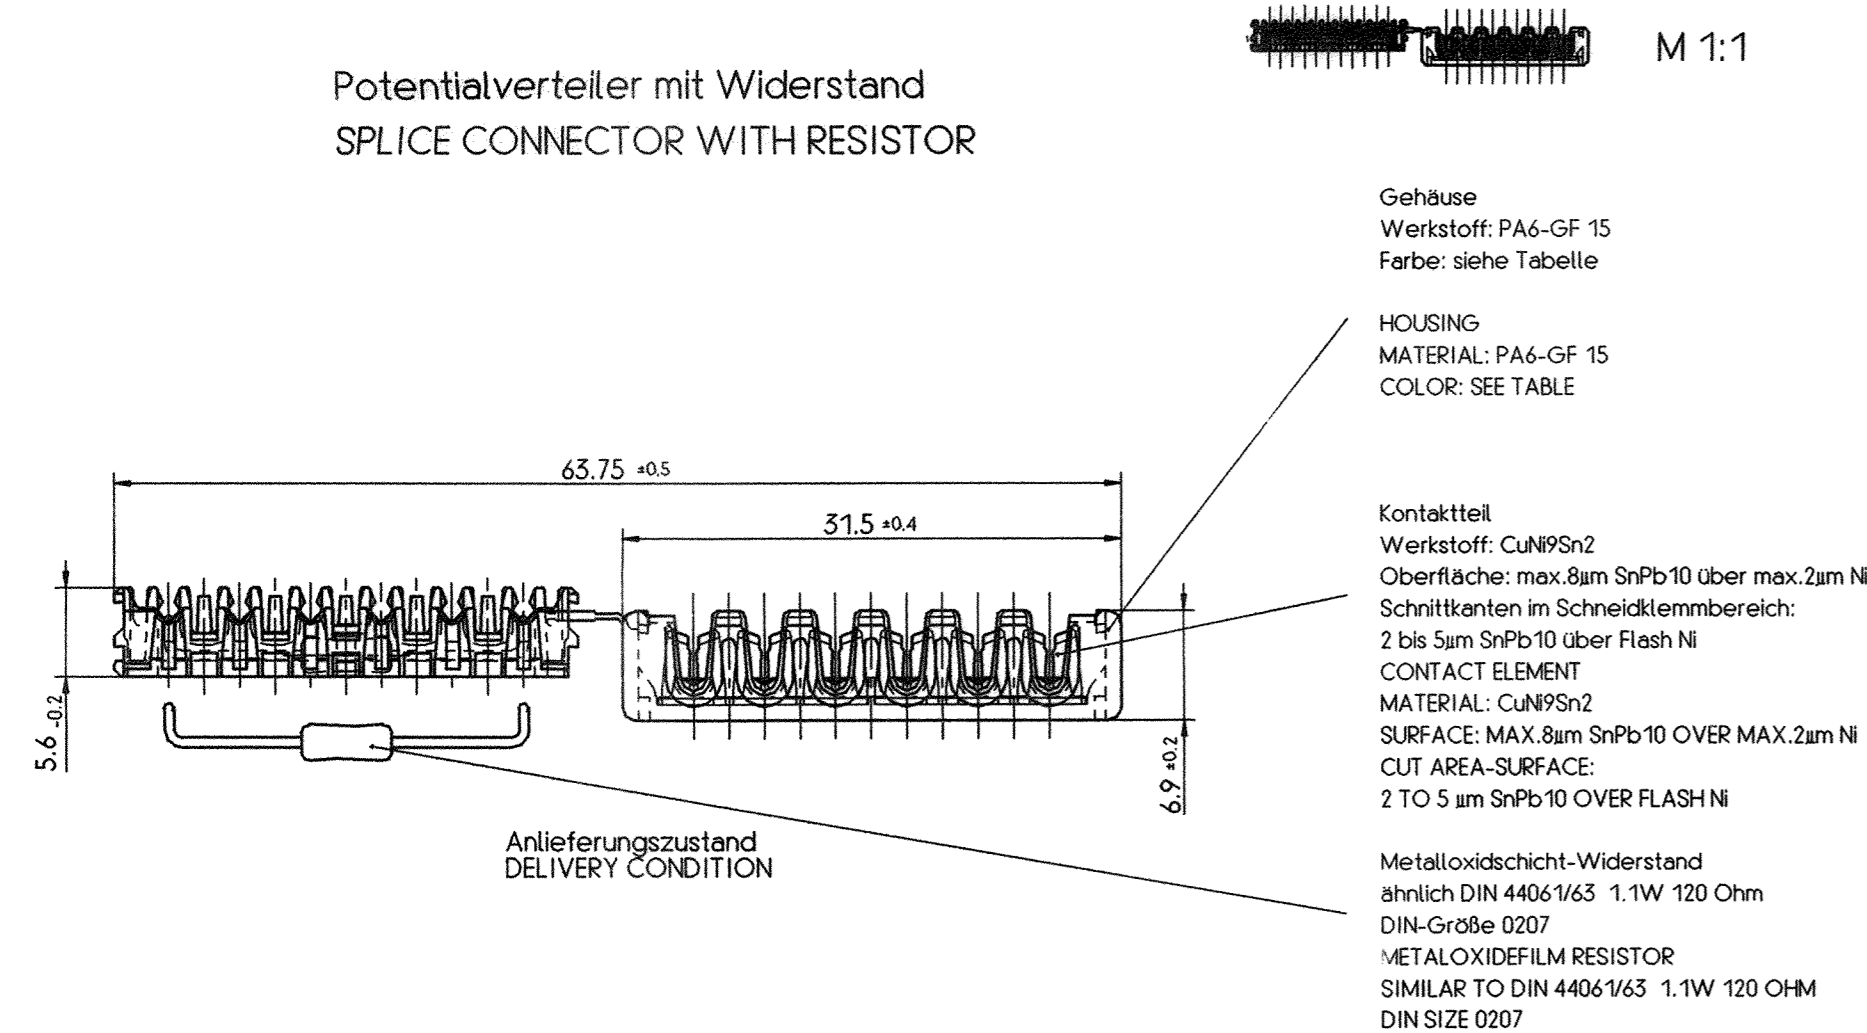 M 1:1
Potentialverteiler mit Widerstand
SPLICE CONNECTOR WITH RESISTOR
Gehäuse
Werkstoff: PA6-GF 15
Farbe: siehe Tabelle
HOUSING
MATERIAL: PA6-GF 15
COLOR: SEE TABLE
63.75 ±0.5
31.5 ±0.4
5.6 -0.2
6.9 ±0.2
Kontaktteil
Werkstoff: CuNi9Sn2
Oberfläche: max.8µm SnPb10 über max.2µm Ni
Schnittkanten im Schneidklemmbereich:
2 bis 5µm SnPb10 über Flash Ni
CONTACT ELEMENT
MATERIAL: CuNi9Sn2
SURFACE: MAX.8µm SnPb10 OVER MAX.2µm Ni
CUT AREA-SURFACE:
2 TO 5 µm SnPb10 OVER FLASH Ni
Anlieferungszustand
DELIVERY CONDITION
Metalloxidschicht-Widerstand
ähnlich DIN 44061/63 1.1W 120 Ohm
DIN-Größe 0207
METALOXIDEFILM RESISTOR
SIMILAR TO DIN 44061/63 1.1W 120 OHM
DIN SIZE 0207